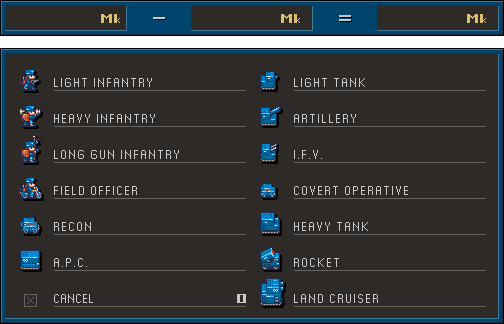 Mk − Mk = Mk
LIGHT INFANTRY
HEAVY INFANTRY
LONG GUN INFANTRY
FIELD OFFICER
RECON
A.P.C.
CANCEL 0
LIGHT TANK
ARTILLERY
I.F.V.
COVERT OPERATIVE
HEAVY TANK
ROCKET
LAND CRUISER